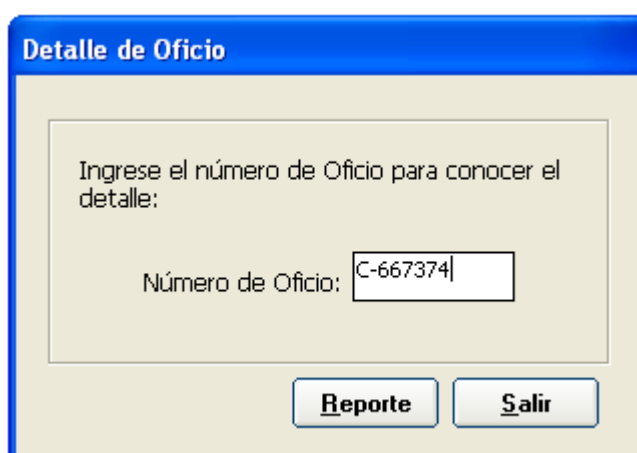 Detalle de Oficio
Ingrese el número de Oficio para conocer el
detalle:
Número de Oficio: C-667374
Reporte Salir